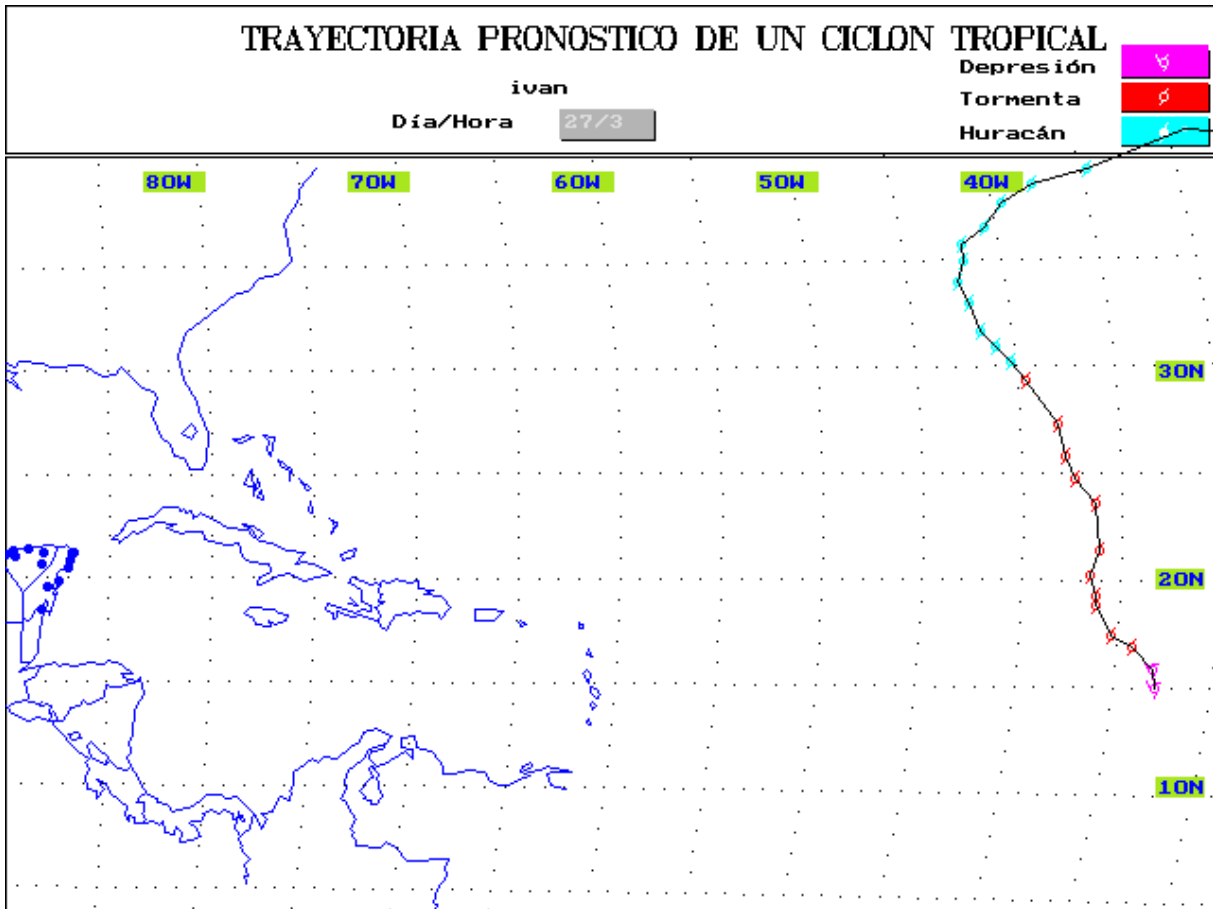 TRAYECTORIA PRONOSTICO DE UN CICLON TROPICAL
Depresión
ivan
Tormenta
Día/Hora 27/3
Huracán
80W 70W 60W 50W 40W
30N
20N
10N